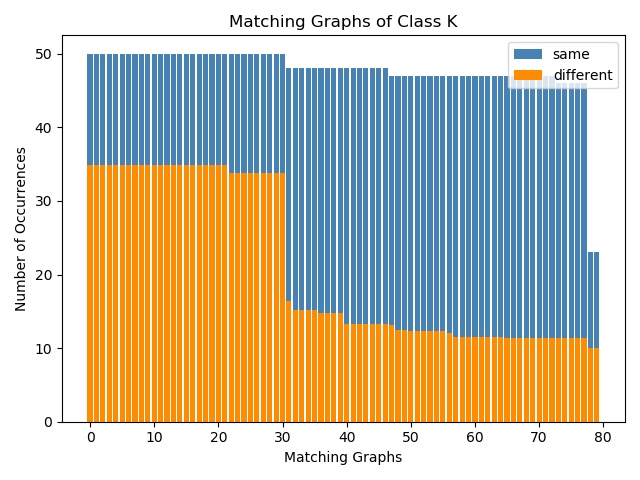 Matching Graphs of Class K
same
different
Number of Occurrences
50
40
30
20
10
0
0 10 20 30 40 50 60 70 80
Matching Graphs